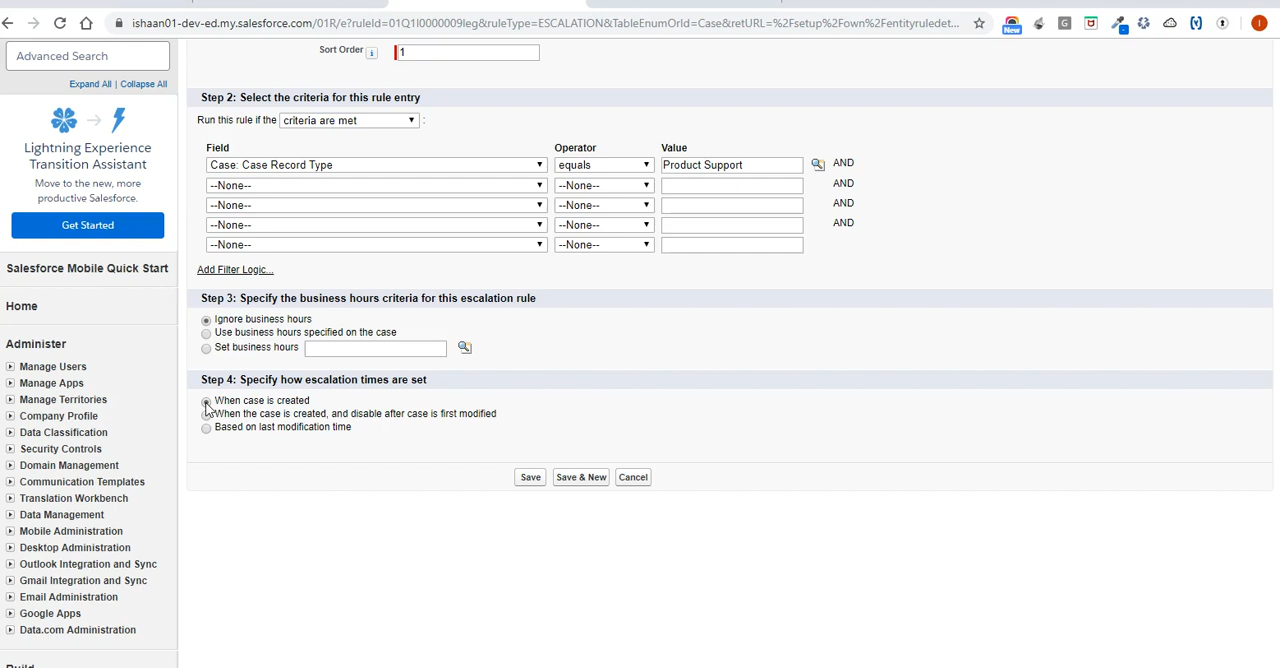 ishaan01-dev-ed.my.salesforce.com/01R/e?ruleId=01Q1I0000009leg&ruleType=ESCALATION&TableEnumOrId=Case&retURL=%2Fsetup%2Fown%2Fentityruledet...
New
G
I
Advanced Search
Expand All | Collapse All
Lightning Experience
Transition Assistant
Move to the new, more
productive Salesforce.
Get Started
Salesforce Mobile Quick Start
Home
Administer
Manage Users
Manage Apps
Manage Territories
Company Profile
Data Classification
Security Controls
Domain Management
Communication Templates
Translation Workbench
Data Management
Mobile Administration
Desktop Administration
Outlook Integration and Sync
Gmail Integration and Sync
Email Administration
Google Apps
Data.com Administration
Sort Order i 1
Step 2: Select the criteria for this rule entry
Run this rule if the criteria are met :
Field Operator Value
Case: Case Record Type equals Product Support AND
--None-- --None-- AND
--None-- --None-- AND
--None-- --None-- AND
--None-- --None--
Add Filter Logic...
Step 3: Specify the business hours criteria for this escalation rule
Ignore business hours
Use business hours specified on the case
Set business hours
Step 4: Specify how escalation times are set
When case is created
When the case is created, and disable after case is first modified
Based on last modification time
Save Save & New Cancel